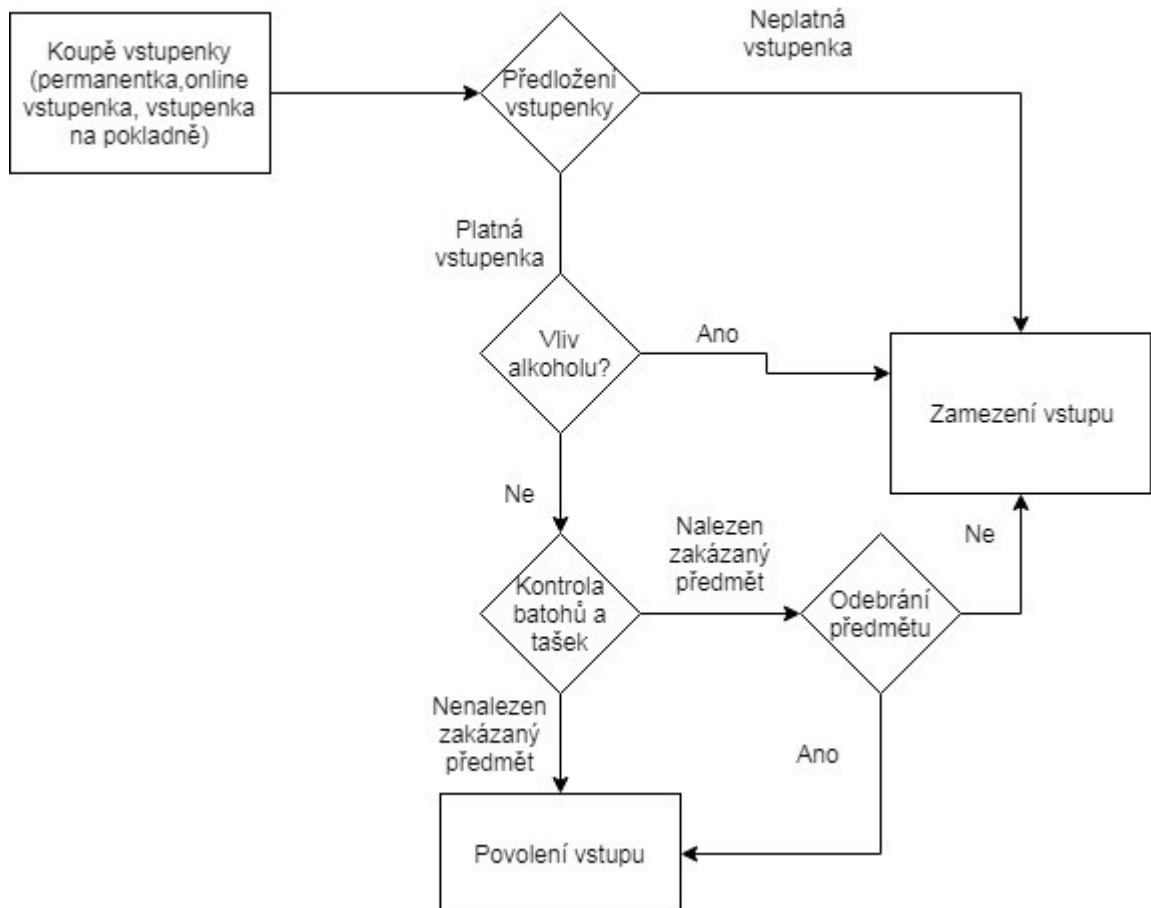 Koupě vstupenky
(permanentka,online
vstupenka, vstupenka
na pokladně)
Předložení
vstupenky
Neplatná
vstupenka
Platná
vstupenka
Vliv
alkoholu?
Ano
Zamezení vstupu
Ne
Kontrola
batohů a
tašek
Nalezen
zakázaný
předmět
Odebrání
předmětu
Ne
Nenalezen
zakázaný
předmět
Ano
Povolení vstupu